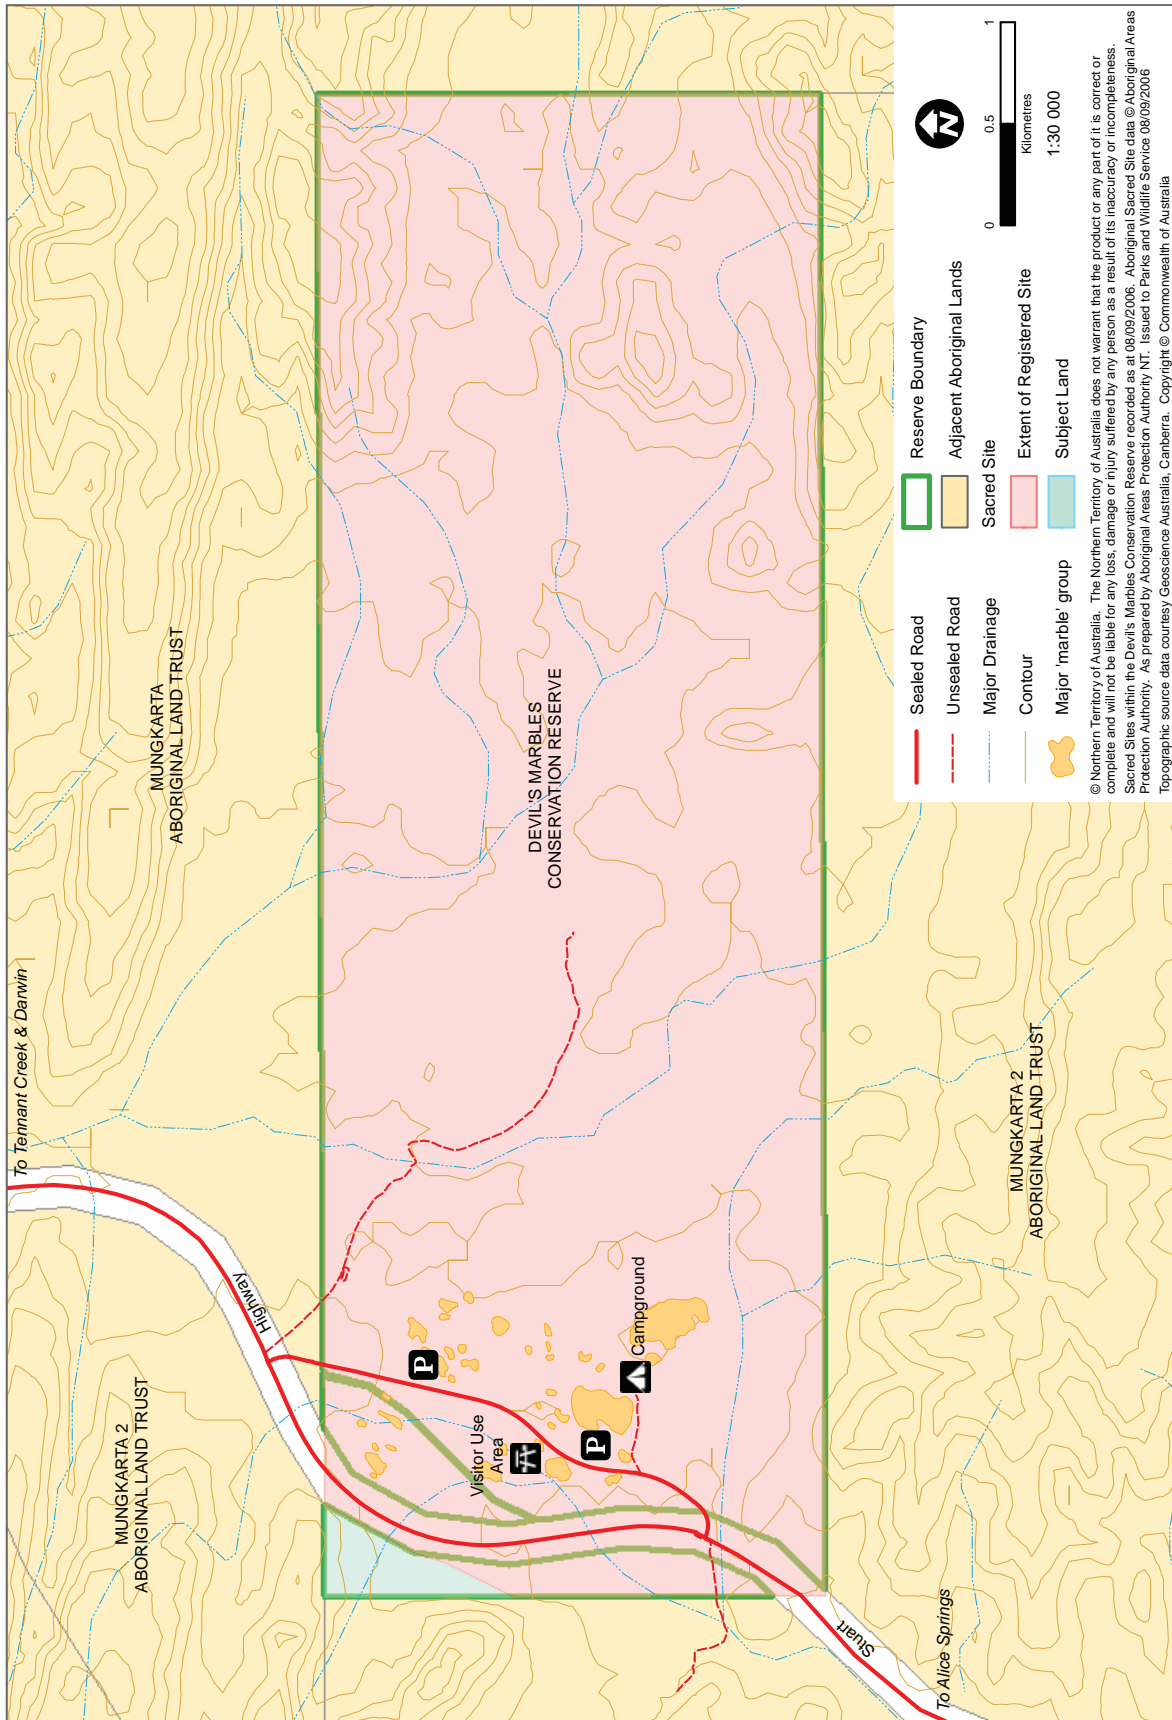 To Tennant Creek & Darwin
MUNGKARTA
ABORIGINAL LAND TRUST
MUNGKARTA 2
ABORIGINAL LAND TRUST
Highway
P
Visitor Use
Area
P
Campground
DEVIL'S MARBLES
CONSERVATION RESERVE
MUNGKARTA 2
ABORIGINAL LAND TRUST
Stuart
To Alice Springs
Sealed Road
Unsealed Road
Major Drainage
Contour
Major 'marble' group
Reserve Boundary
Adjacent Aboriginal Lands
Sacred Site
Extent of Registered Site
Subject Land
N
0 0.5 1
Kilometres
1:30 000
© Northern Territory of Australia. The Northern Territory of Australia does not warrant that the product or any part of it is correct or
complete and will not be liable for any loss, damage or injury suffered by any person as a result of its inaccuracy or incompleteness.
Sacred Sites within the Devil's Marbles Conservation Reserve recorded as at 08/09/2006. Aboriginal Sacred Site data © Aboriginal Areas
Protection Authority. As prepared by Aboriginal Areas Protection Authority NT. Issued to Parks and Wildlife Service 08/09/2006
Topographic source data courtesy Geoscience Australia, Canberra. Copyright © Commonwealth of Australia